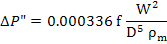 ΔP" = 0.000336 f W² / D⁵ ρₘ